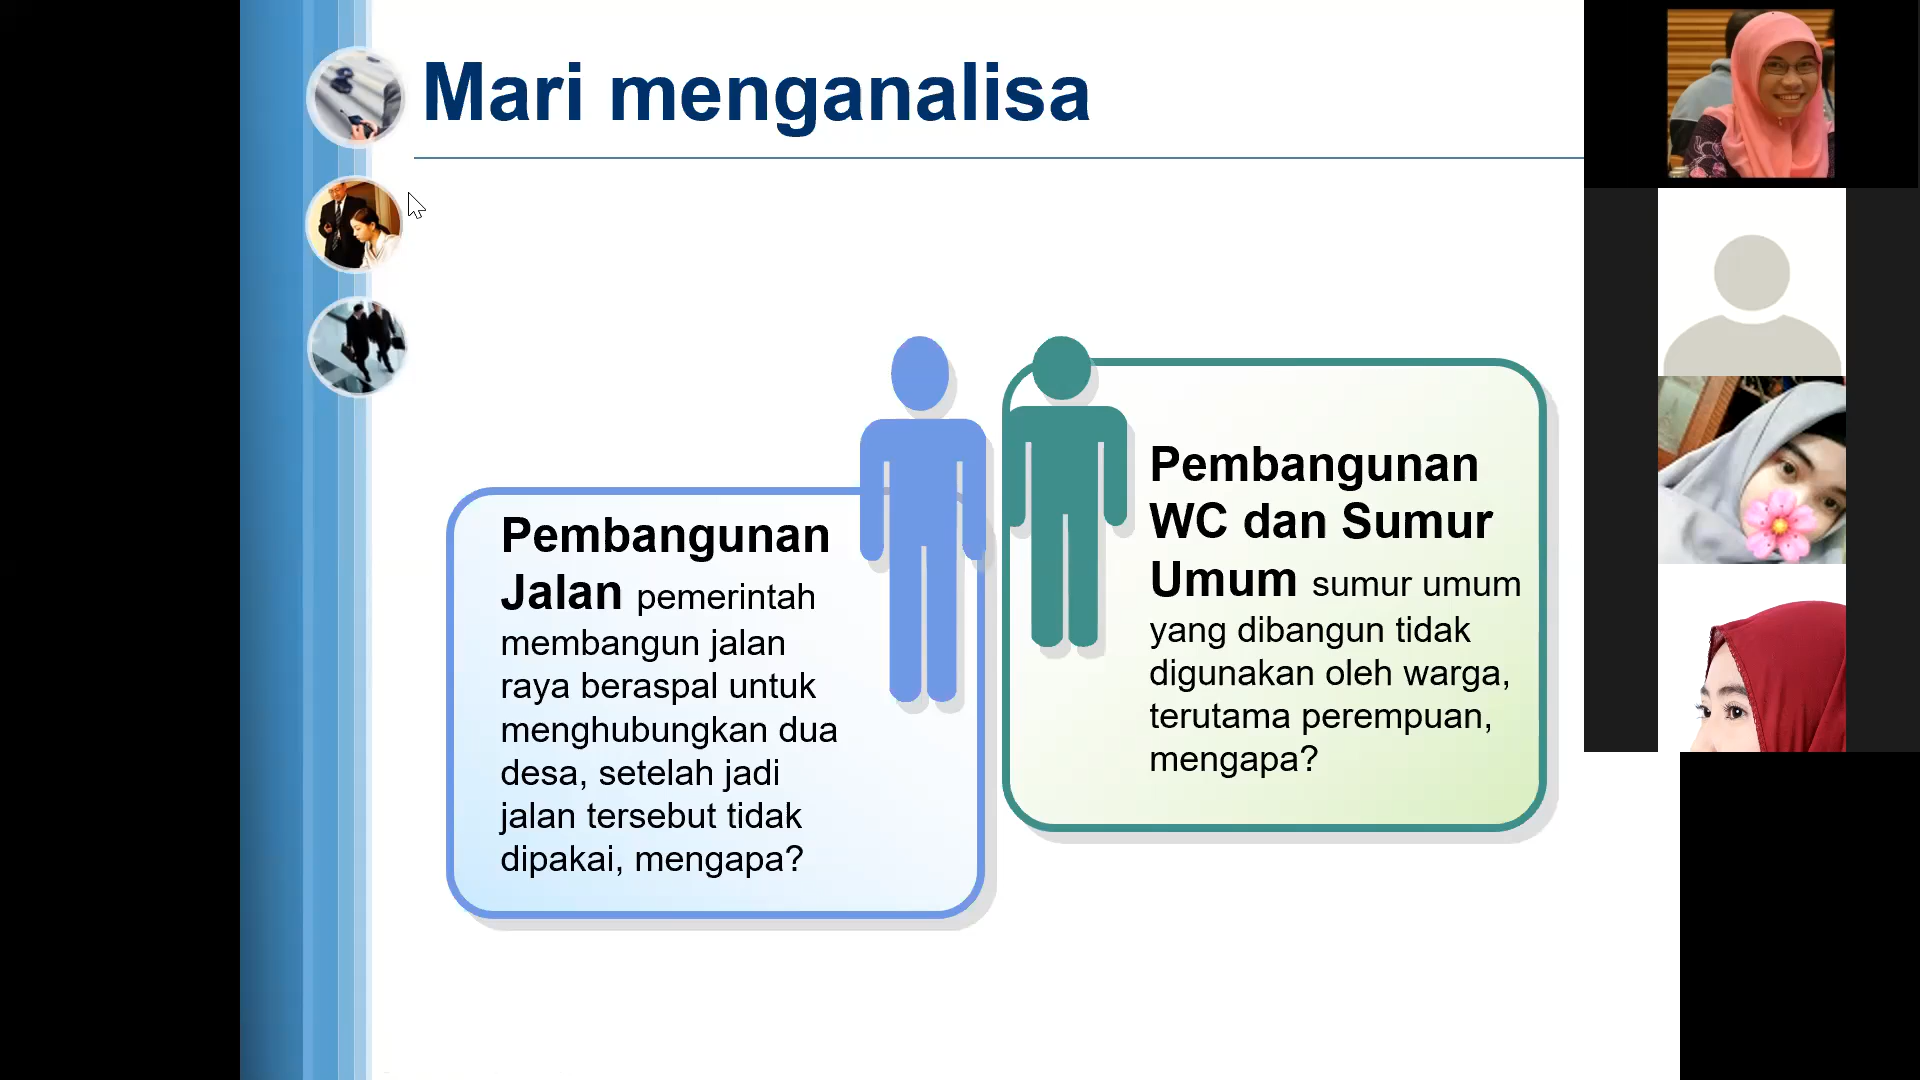 Mari menganalisa
Pembangunan
Jalan pemerintah
membangun jalan
raya beraspal untuk
menghubungkan dua
desa, setelah jadi
jalan tersebut tidak
dipakai, mengapa?
Pembangunan
WC dan Sumur
Umum sumur umum
yang dibangun tidak
digunakan oleh warga,
terutama perempuan,
mengapa?